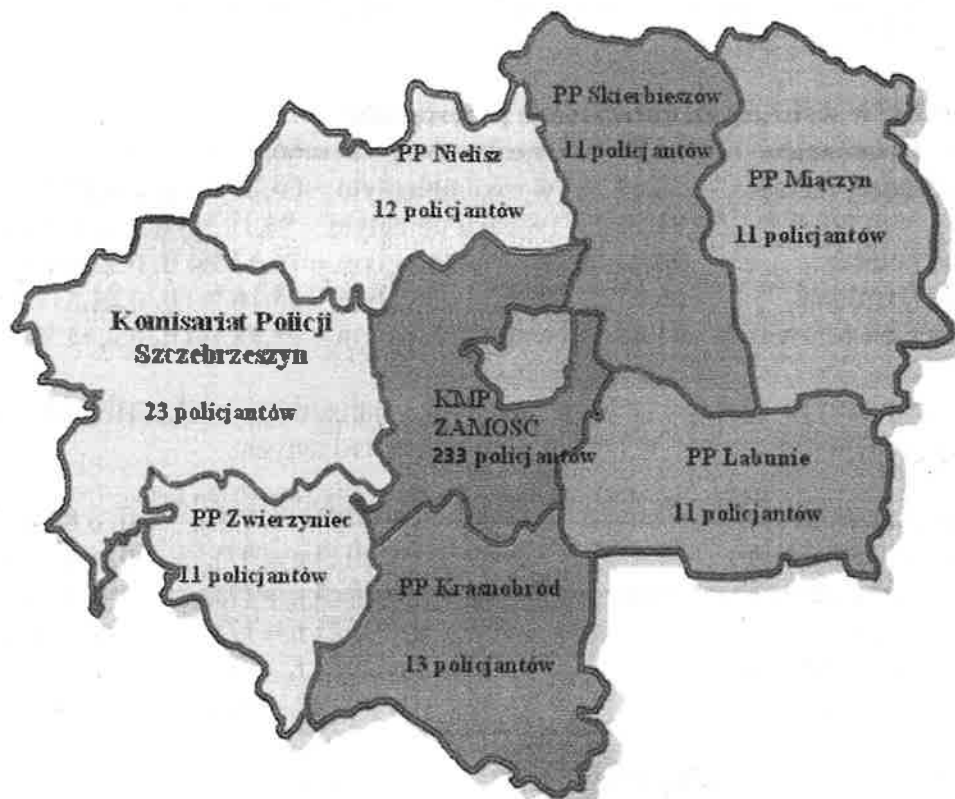 PP Skierbieszów
11 policjantów
PP Nielisz
12 policjantów
PP Miączyn
11 policjantów
Komisariat Policji
Szczebrzeszyn
23 policjantów
KMP
ZAMOŚĆ
233 policjantów
PP Łabunie
11 policjantów
PP Zwierzyniec
11 policjantów
PP Krasnobród
13 policjantów